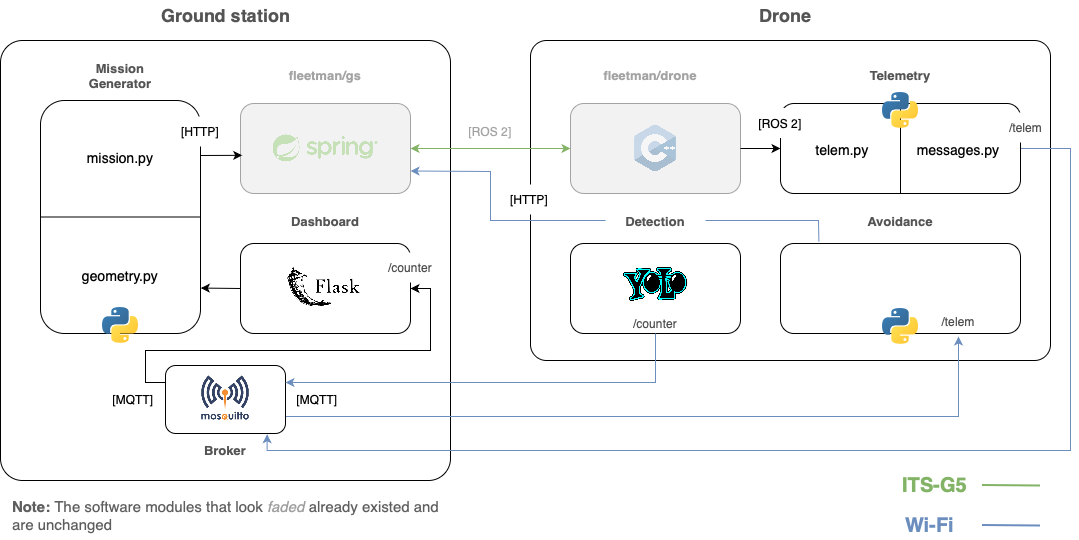 Ground station
Drone
Mission
Generator
fleetman/gs
fleetman/drone
Telemetry
[HTTP]
mission.py
spring
[ROS 2]
C++
[ROS 2]
telem.py
messages.py
/telem
[HTTP]
Dashboard
Detection
Avoidance
geometry.py
Flask
/counter
YOLO
/counter
/telem
[MQTT]
mosquitto
[MQTT]
Broker
ITS-G5
Wi-Fi
Note: The software modules that look faded already existed and
are unchanged